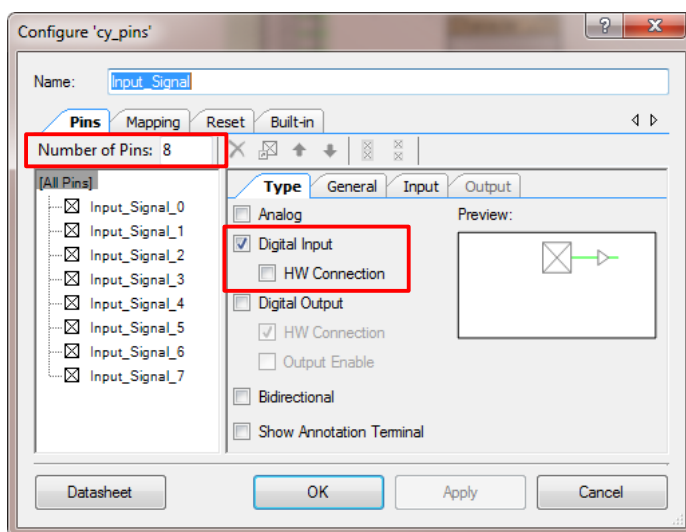 Configure 'cy_pins'
Name: Input_Signal
Pins Mapping Reset Built-in
Number of Pins: 8
[All Pins]
Input_Signal_0
Input_Signal_1
Input_Signal_2
Input_Signal_3
Input_Signal_4
Input_Signal_5
Input_Signal_6
Input_Signal_7
Type General Input Output
Analog
Preview:
Digital Input
HW Connection
Digital Output
HW Connection
Output Enable
Bidirectional
Show Annotation Terminal
Datasheet OK Apply Cancel